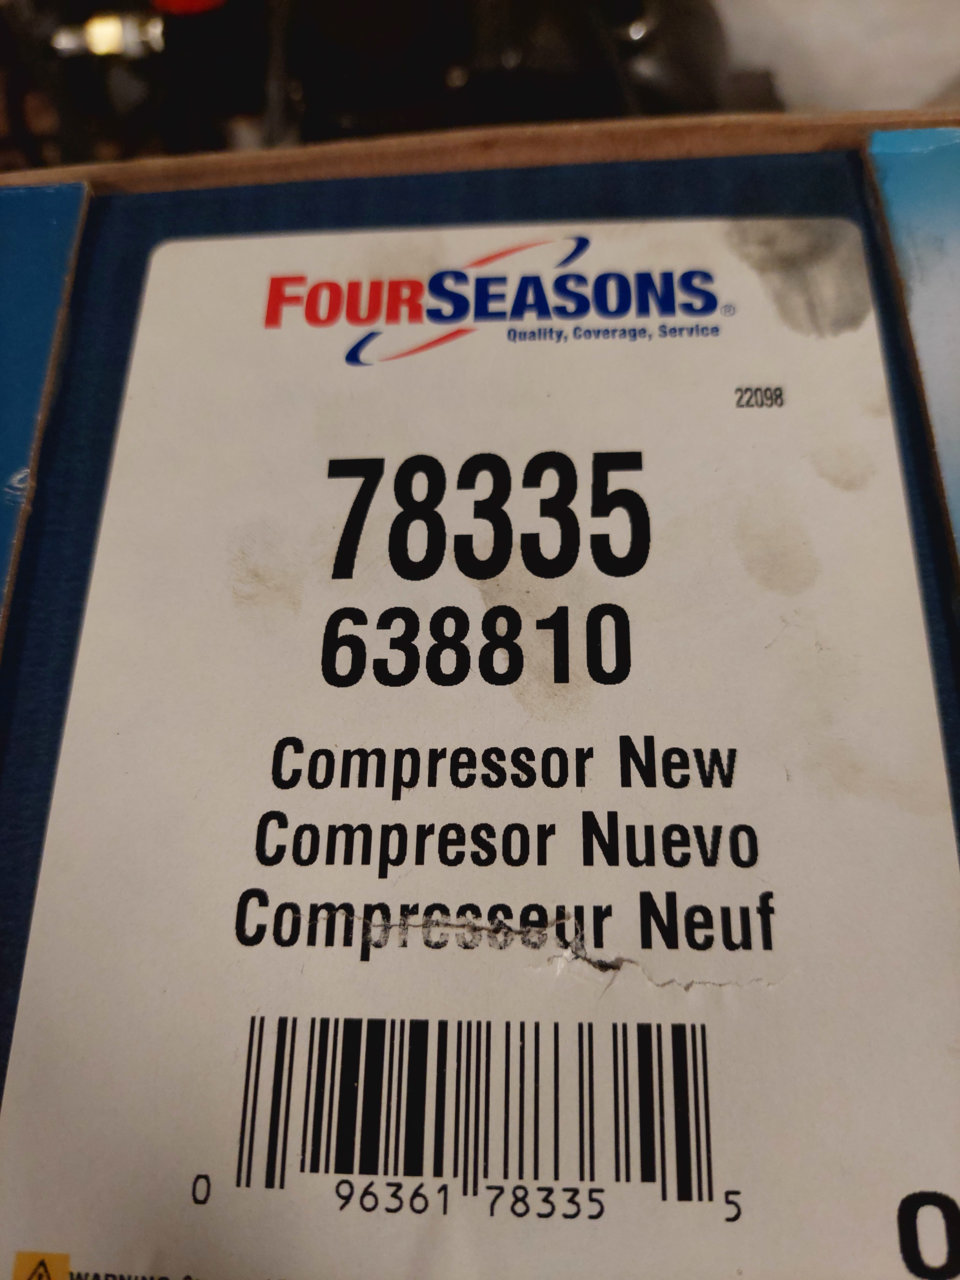 FOURSEASONS®
Quality, Coverage, Service
22098
78335
638810
Compressor New
Compresor Nuevo
Compresseur Neuf
0 96361 78335 5
WARNING